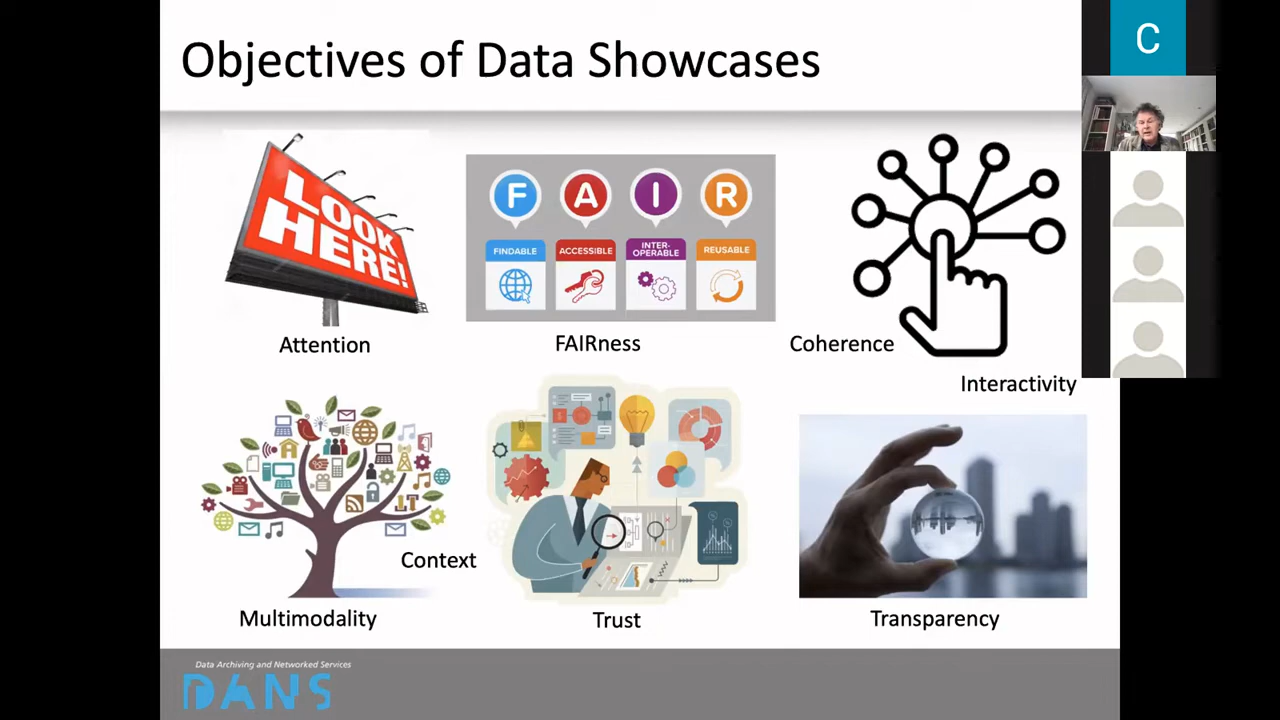 Objectives of Data Showcases
C
LOOK
HERE!
F A I R
FINDABLE
ACCESSIBLE
INTER-
OPERABLE
REUSABLE
Attention
FAIRness
Coherence
Interactivity
Context
Multimodality
Trust
Transparency
Data Archiving and Networked Services
DANS